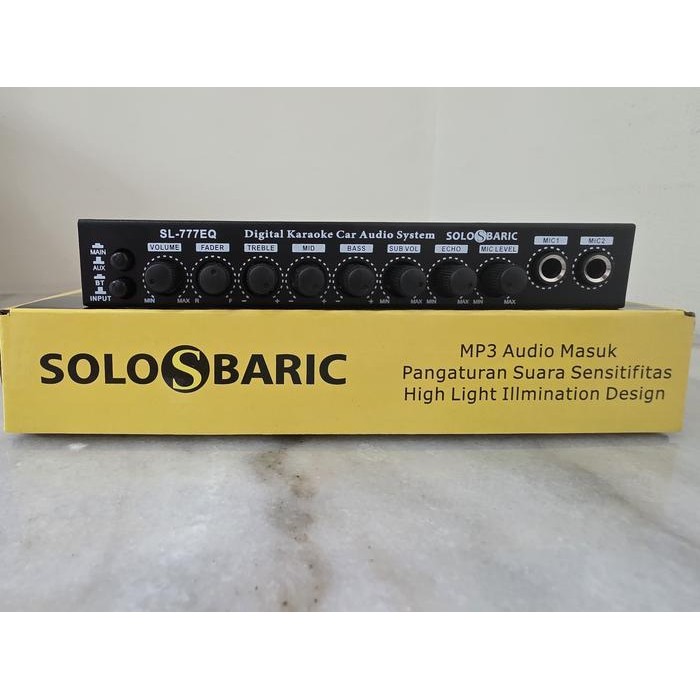 SL-777EQ Digital Karaoke Car Audio System SOLOSBARIC
VOLUME FADER TREBLE MID BASS SUB VOL ECHO MIC LEVEL MIC1 MIC2
MAIN
AUX
BT
INPUT
MIN MAX R F - + - + - + MIN MAX MIN MAX MIN MAX
SOLOSBARIC
MP3 Audio Masuk
Pangaturan Suara Sensitifitas
High Light Illmination Design